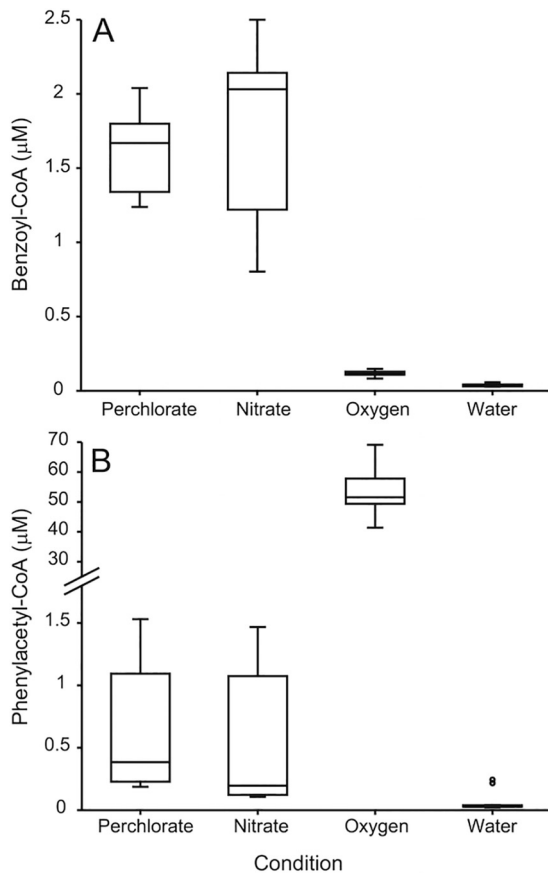 A
Benzoyl-CoA (μM)
2.5
2
1.5
1
0.5
0
Perchlorate Nitrate Oxygen Water
B
Phenylacetyl-CoA (μM)
70
60
50
40
30
1.5
1
0.5
0
Perchlorate Nitrate Oxygen Water
Condition